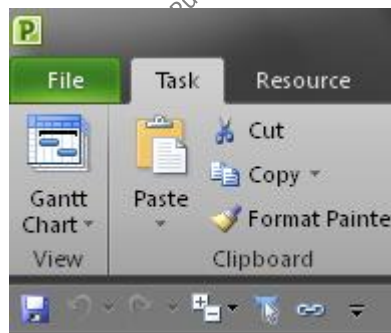 File Task Resource
Cut
Copy
Format Painte
Gantt
Chart
Paste
View Clipboard